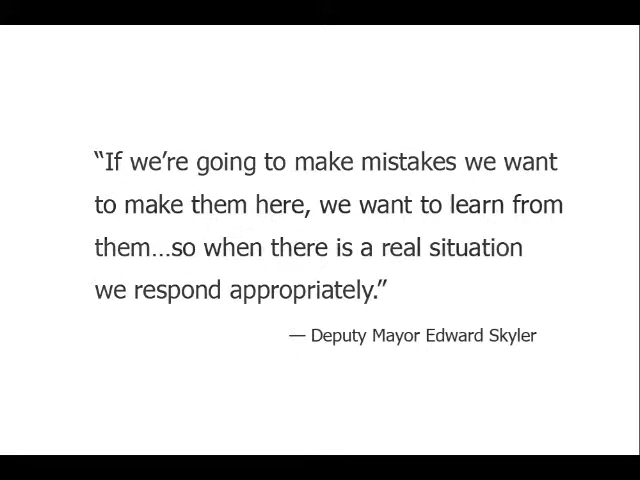 “If we’re going to make mistakes we want
to make them here, we want to learn from
them…so when there is a real situation
we respond appropriately.”
— Deputy Mayor Edward Skyler